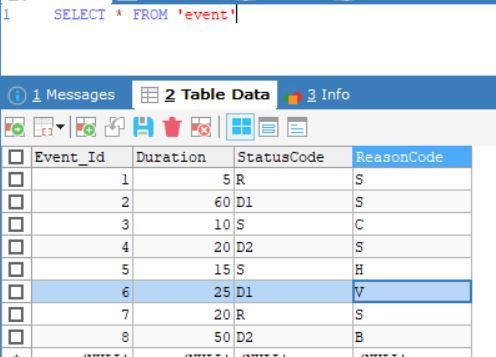 1 SELECT * FROM 'event'
1 Messages 2 Table Data 3 Info
Event_Id Duration StatusCode ReasonCode
1 5 R S
2 60 D1 S
3 10 S C
4 20 D2 S
5 15 S H
6 25 D1 V
7 20 R S
8 50 D2 B
* (NULL) (NULL) (NULL) (NULL)